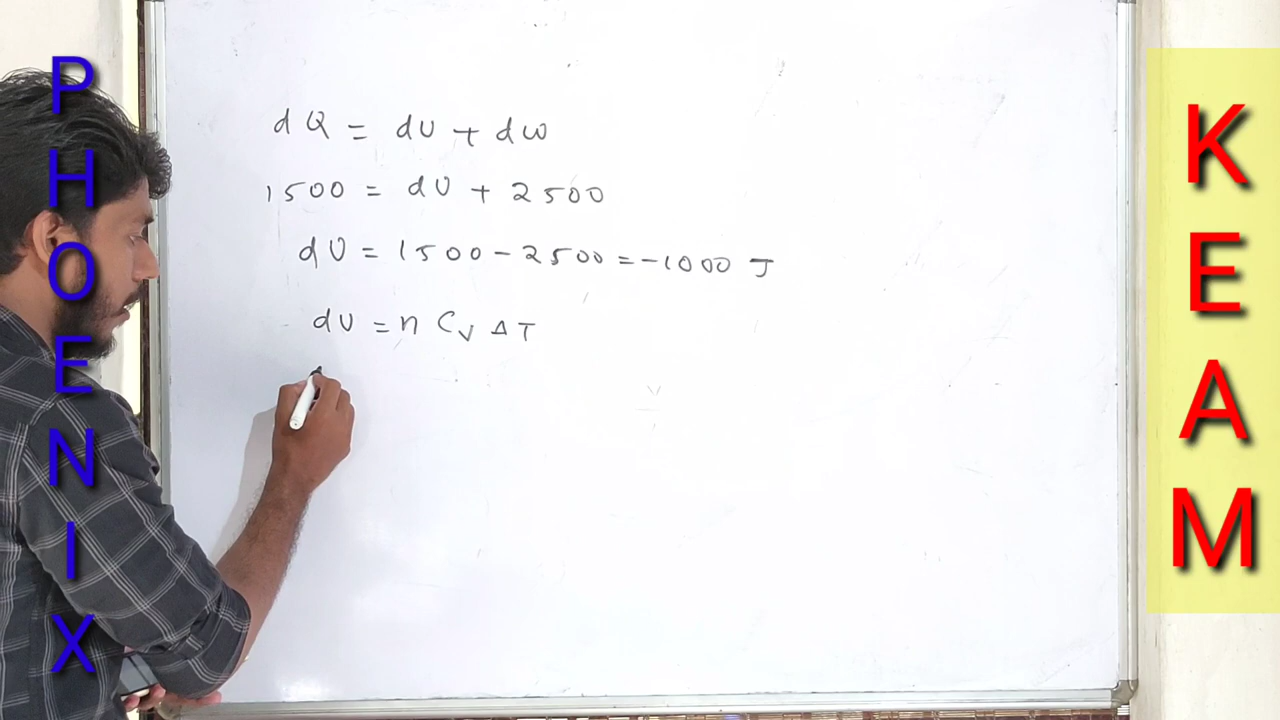 PHOENIX
dQ = dU + dW
1500 = dU + 2500
dU = 1500 - 2500 = -1000 J
dU = n Cv ΔT
KEAM